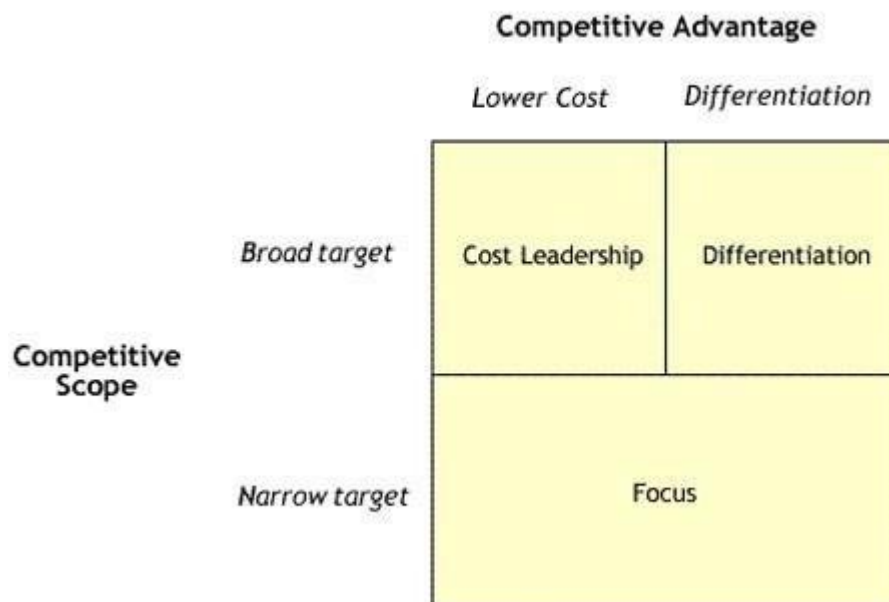 Competitive Advantage
Lower Cost Differentiation
Broad target Cost Leadership Differentiation
Competitive
Scope
Narrow target Focus